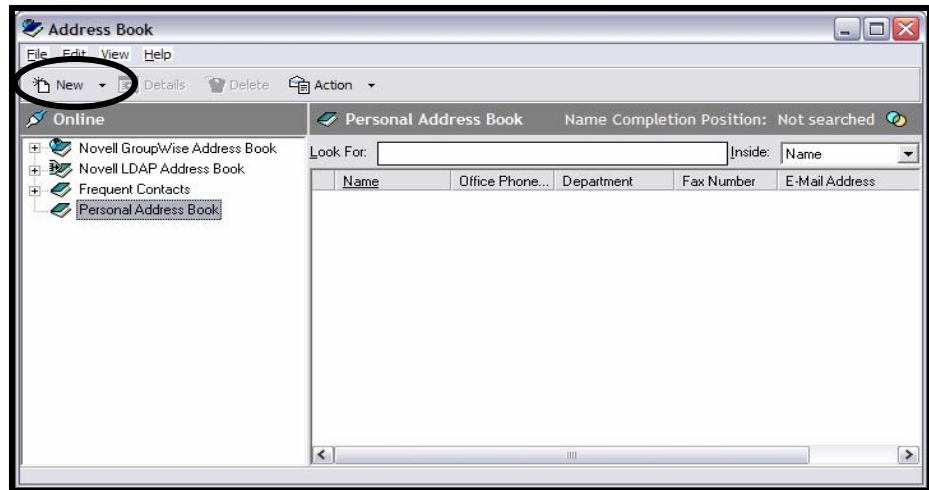 Address Book
File Edit View Help
New Details Delete Action
Online
Personal Address Book Name Completion Position: Not searched
Novell GroupWise Address Book
Novell LDAP Address Book
Frequent Contacts
Personal Address Book
Look For: Inside: Name
Name Office Phone... Department Fax Number E-Mail Address